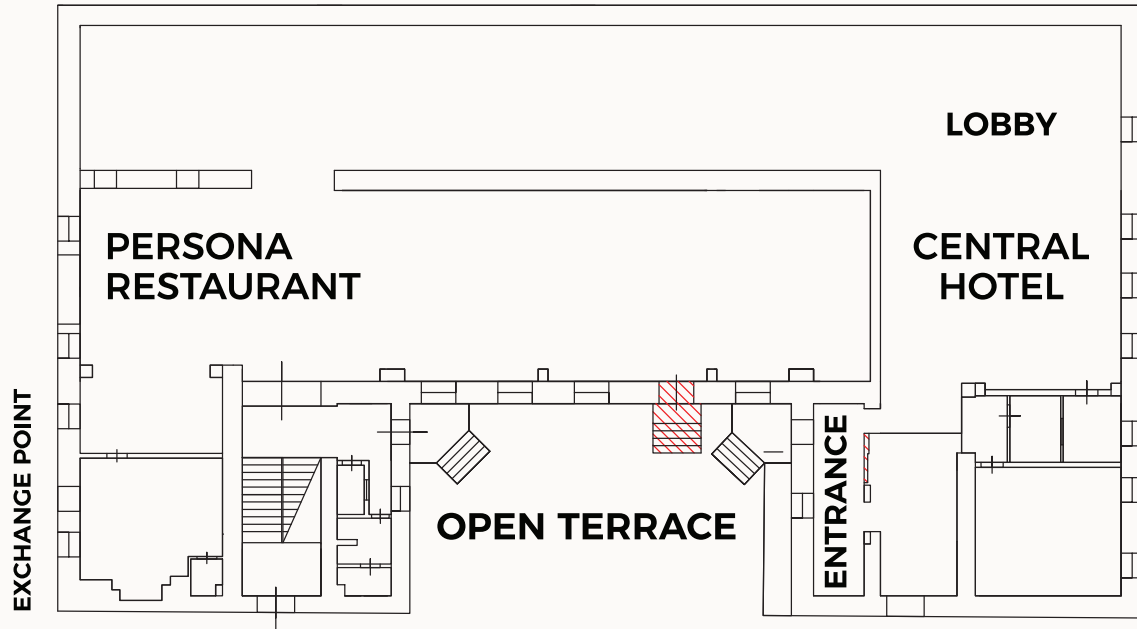 LOBBY
PERSONA
RESTAURANT
CENTRAL
HOTEL
EXCHANGE POINT
OPEN TERRACE
ENTRANCE